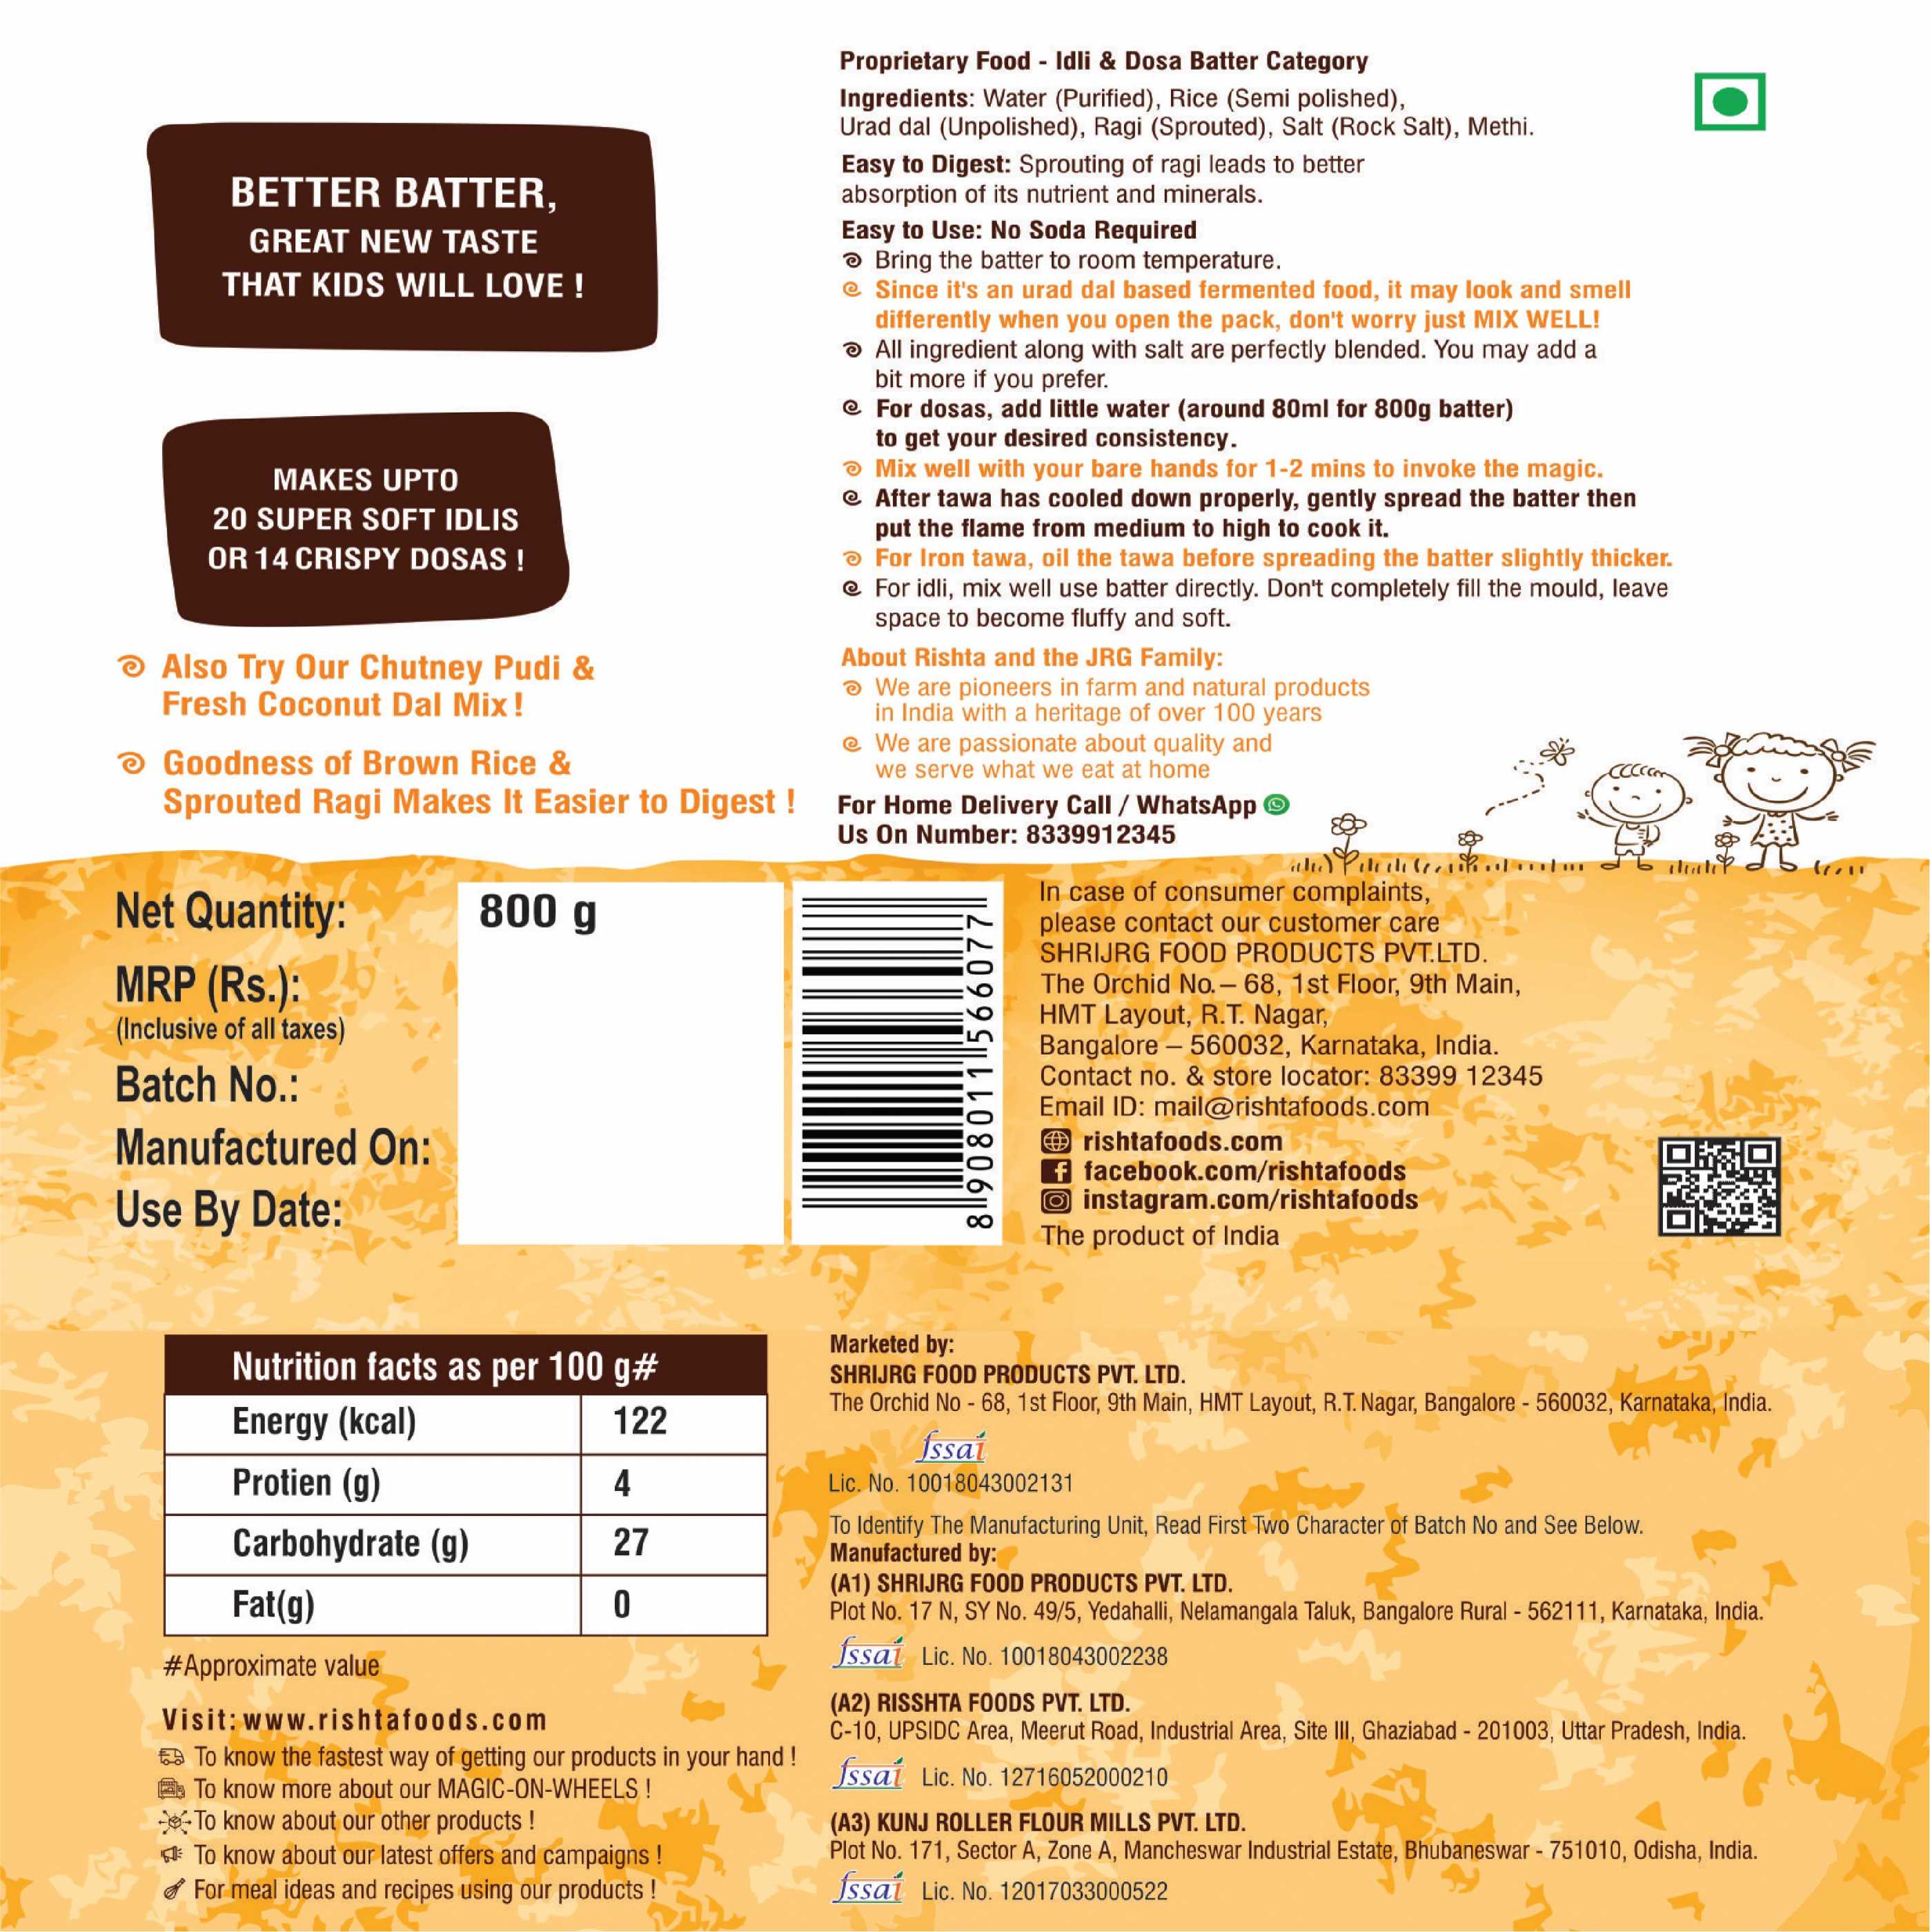 BETTER BATTER,
GREAT NEW TASTE
THAT KIDS WILL LOVE !
MAKES UPTO
20 SUPER SOFT IDLIS
OR 14 CRISPY DOSAS !
Also Try Our Chutney Pudi &
Fresh Coconut Dal Mix !
Goodness of Brown Rice &
Sprouted Ragi Makes It Easier to Digest !
Proprietary Food - Idli & Dosa Batter Category
Ingredients: Water (Purified), Rice (Semi polished),
Urad dal (Unpolished), Ragi (Sprouted), Salt (Rock Salt), Methi.
Easy to Digest: Sprouting of ragi leads to better
absorption of its nutrient and minerals.
Easy to Use: No Soda Required
Bring the batter to room temperature.
Since it's an urad dal based fermented food, it may look and smell
differently when you open the pack, don't worry just MIX WELL!
All ingredient along with salt are perfectly blended. You may add a
bit more if you prefer.
For dosas, add little water (around 80ml for 800g batter)
to get your desired consistency.
Mix well with your bare hands for 1-2 mins to invoke the magic.
After tawa has cooled down properly, gently spread the batter then
put the flame from medium to high to cook it.
For Iron tawa, oil the tawa before spreading the batter slightly thicker.
For idli, mix well use batter directly. Don't completely fill the mould, leave
space to become fluffy and soft.
About Rishta and the JRG Family:
We are pioneers in farm and natural products
in India with a heritage of over 100 years
We are passionate about quality and
we serve what we eat at home
For Home Delivery Call / WhatsApp
Us On Number: 8339912345
Net Quantity: 800 g
MRP (Rs.):
(Inclusive of all taxes)
Batch No.:
Manufactured On:
Use By Date:
8 908011 566077
In case of consumer complaints,
please contact our customer care
SHRIJRG FOOD PRODUCTS PVT.LTD.
The Orchid No.– 68, 1st Floor, 9th Main,
HMT Layout, R.T. Nagar,
Bangalore – 560032, Karnataka, India.
Contact no. & store locator: 83399 12345
Email ID: mail@rishtafoods.com
rishtafoods.com
facebook.com/rishtafoods
instagram.com/rishtafoods
The product of India
Nutrition facts as per 100 g#
Energy (kcal) 122
Protien (g) 4
Carbohydrate (g) 27
Fat(g) 0
#Approximate value
Visit: www.rishtafoods.com
To know the fastest way of getting our products in your hand !
To know more about our MAGIC-ON-WHEELS !
To know about our other products !
To know about our latest offers and campaigns !
For meal ideas and recipes using our products !
Marketed by:
SHRIJRG FOOD PRODUCTS PVT. LTD.
The Orchid No - 68, 1st Floor, 9th Main, HMT Layout, R.T. Nagar, Bangalore - 560032, Karnataka, India.
fssai
Lic. No. 10018043002131
To Identify The Manufacturing Unit, Read First Two Character of Batch No and See Below.
Manufactured by:
(A1) SHRIJRG FOOD PRODUCTS PVT. LTD.
Plot No. 17 N, SY No. 49/5, Yedahalli, Nelamangala Taluk, Bangalore Rural - 562111, Karnataka, India.
fssai Lic. No. 10018043002238
(A2) RISSHTA FOODS PVT. LTD.
C-10, UPSIDC Area, Meerut Road, Industrial Area, Site III, Ghaziabad - 201003, Uttar Pradesh, India.
fssai Lic. No. 12716052000210
(A3) KUNJ ROLLER FLOUR MILLS PVT. LTD.
Plot No. 171, Sector A, Zone A, Mancheswar Industrial Estate, Bhubaneswar - 751010, Odisha, India.
fssai Lic. No. 12017033000522